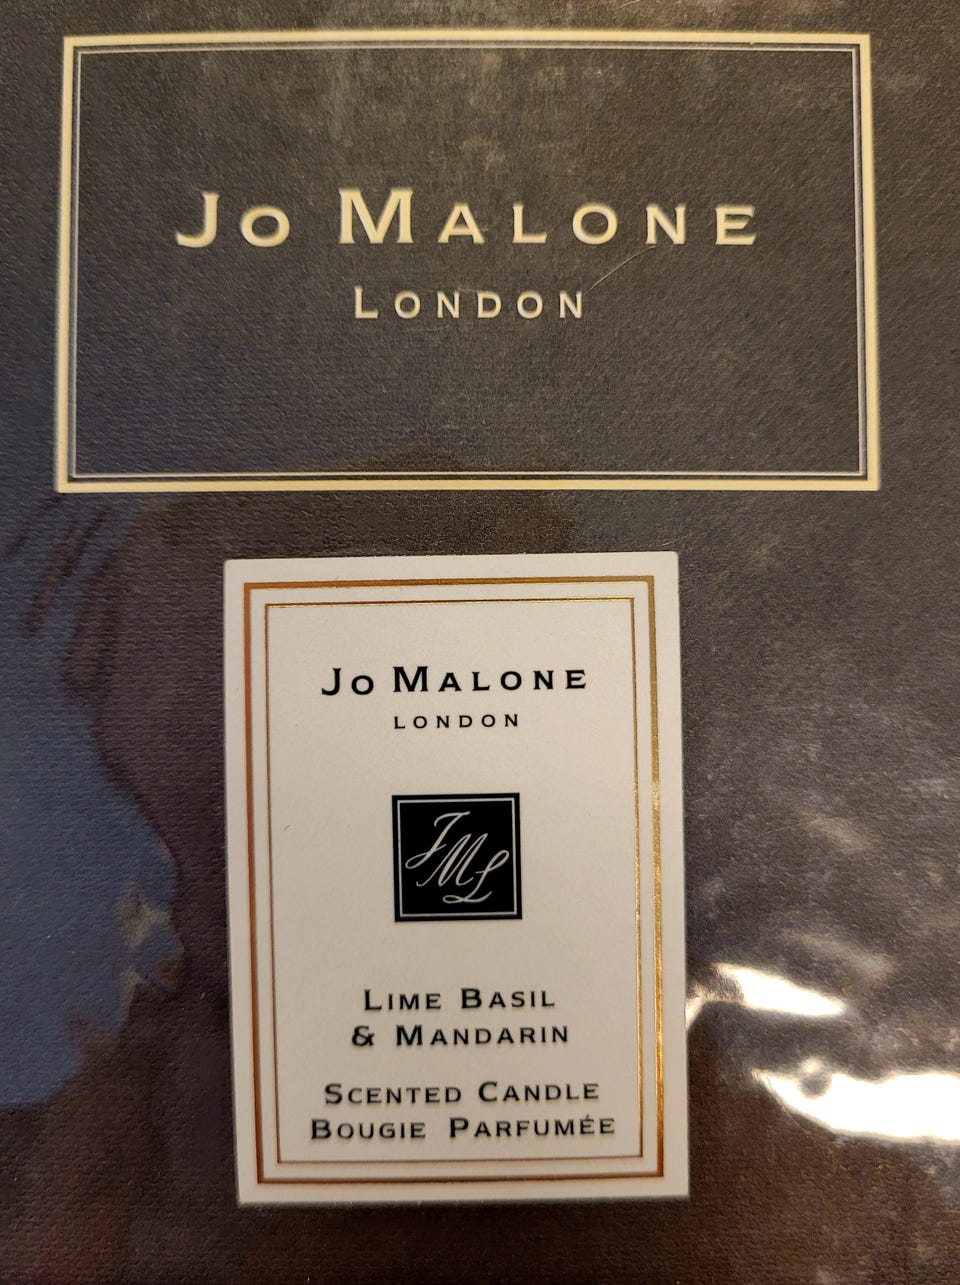 Jo Malone
London
Jo Malone
London
JML
Lime Basil
& Mandarin
Scented Candle
Bougie Parfumée